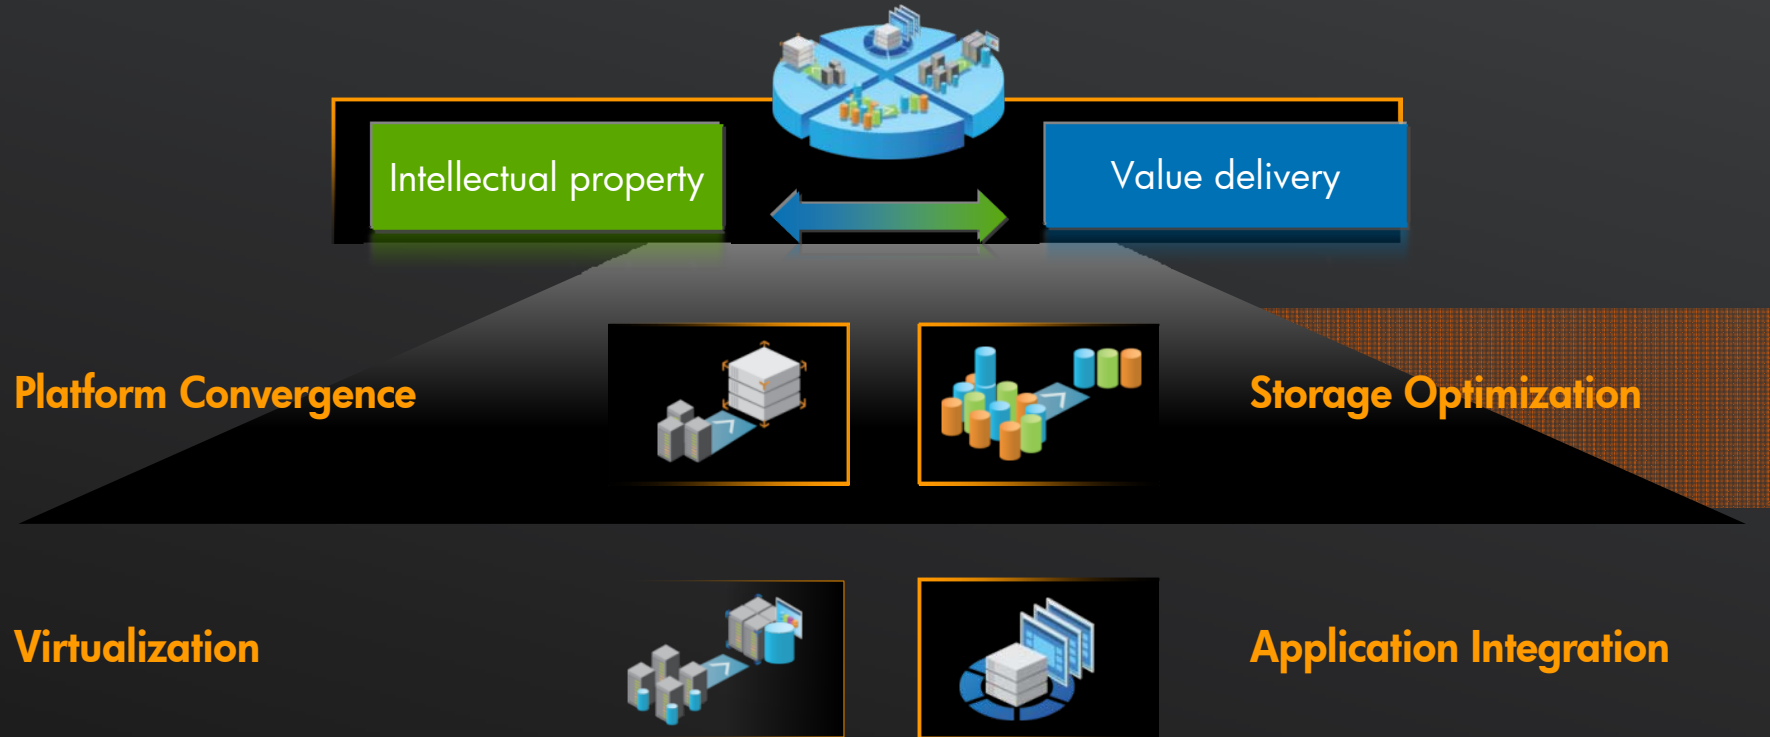 Intellectual property
Value delivery
Platform Convergence
Storage Optimization
Virtualization
Application Integration